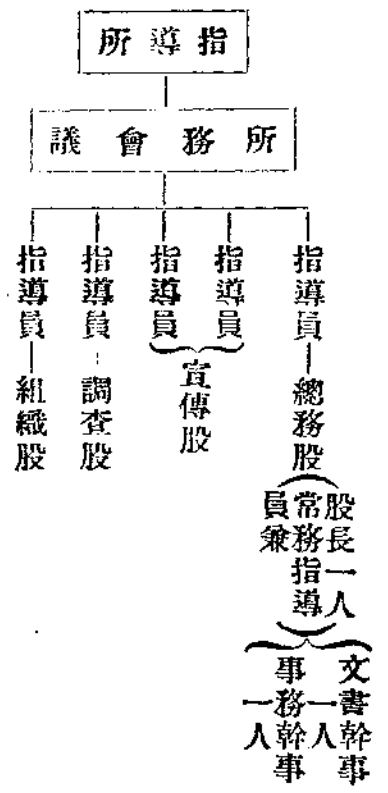 指導所
所務會議
指導員—總務股(股長一人常務指導員兼)
文書幹事一人
事務幹事一人
指導員
指導員
宣傳股
指導員—調查股
指導員—組織股